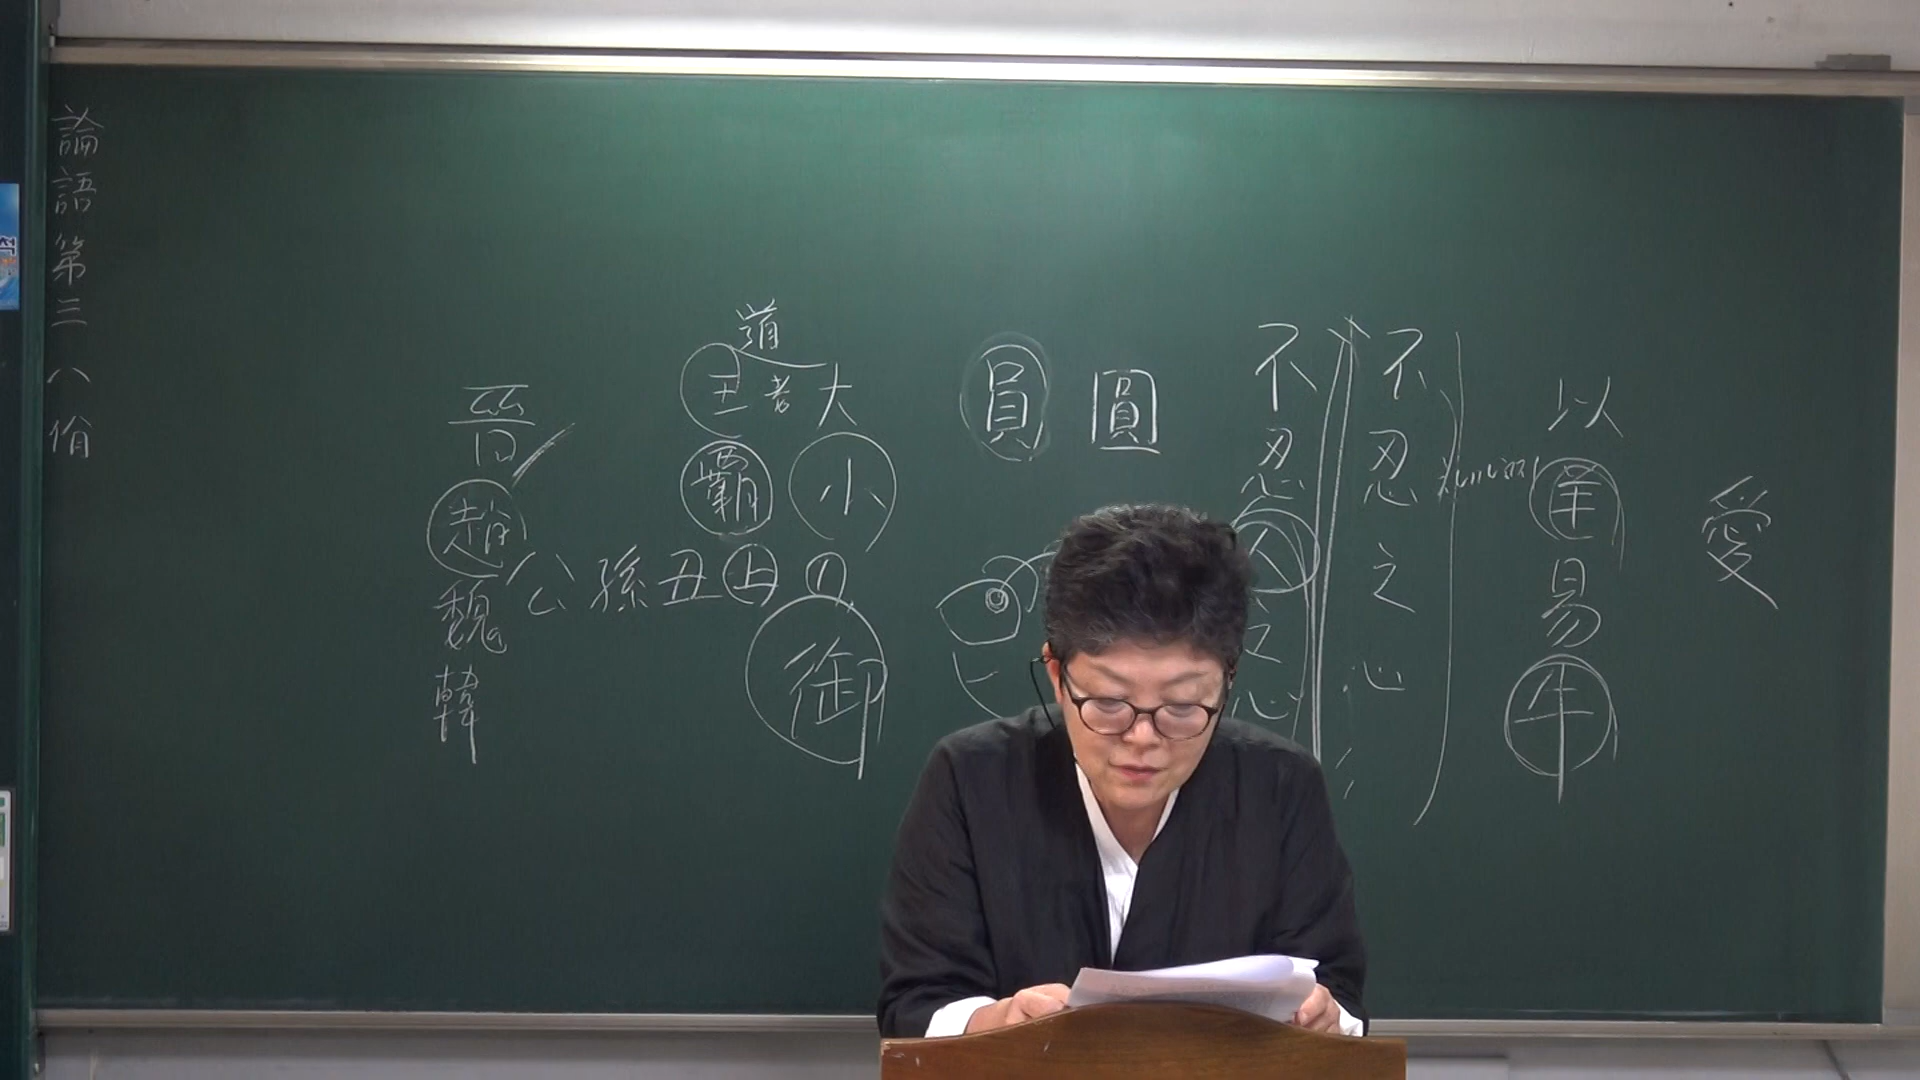 論語第三八佾
晉
趙
魏
韓
道
王者 大
霸 小
公孫丑上
御
員 圓
不忍人之心
不忍之心
以羊易牛
愛
척